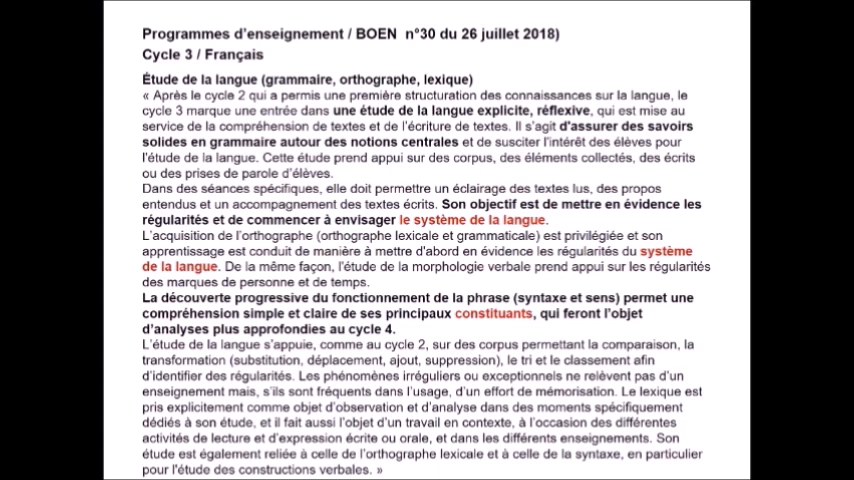 Programmes d'enseignement / BOEN n°30 du 26 juillet 2018)
Cycle 3 / Français
Étude de la langue (grammaire, orthographe, lexique)
« Après le cycle 2 qui a permis une première structuration des connaissances sur la langue, le
cycle 3 marque une entrée dans une étude de la langue explicite, réflexive, qui est mise au
service de la compréhension de textes et de l'écriture de textes. Il s'agit d'assurer des savoirs
solides en grammaire autour des notions centrales et de susciter l'intérêt des élèves pour
l'étude de la langue. Cette étude prend appui sur des corpus, des éléments collectés, des écrits
ou des prises de parole d'élèves.
Dans des séances spécifiques, elle doit permettre un éclairage des textes lus, des propos
entendus et un accompagnement des textes écrits. Son objectif est de mettre en évidence les
régularités et de commencer à envisager le système de la langue.
L'acquisition de l'orthographe (orthographe lexicale et grammaticale) est privilégiée et son
apprentissage est conduit de manière à mettre d'abord en évidence les régularités du système
de la langue. De la même façon, l'étude de la morphologie verbale prend appui sur les régularités
des marques de personne et de temps.
La découverte progressive du fonctionnement de la phrase (syntaxe et sens) permet une
compréhension simple et claire de ses principaux constituants, qui feront l'objet
d'analyses plus approfondies au cycle 4.
L'étude de la langue s'appuie, comme au cycle 2, sur des corpus permettant la comparaison, la
transformation (substitution, déplacement, ajout, suppression), le tri et le classement afin
d'identifier des régularités. Les phénomènes irréguliers ou exceptionnels ne relèvent pas d'un
enseignement mais, s'ils sont fréquents dans l'usage, d'un effort de mémorisation. Le lexique est
pris explicitement comme objet d'observation et d'analyse dans des moments spécifiquement
dédiés à son étude, et il fait aussi l'objet d'un travail en contexte, à l'occasion des différentes
activités de lecture et d'expression écrite ou orale, et dans les différents enseignements. Son
étude est également reliée à celle de l'orthographe lexicale et à celle de la syntaxe, en particulier
pour l'étude des constructions verbales. »